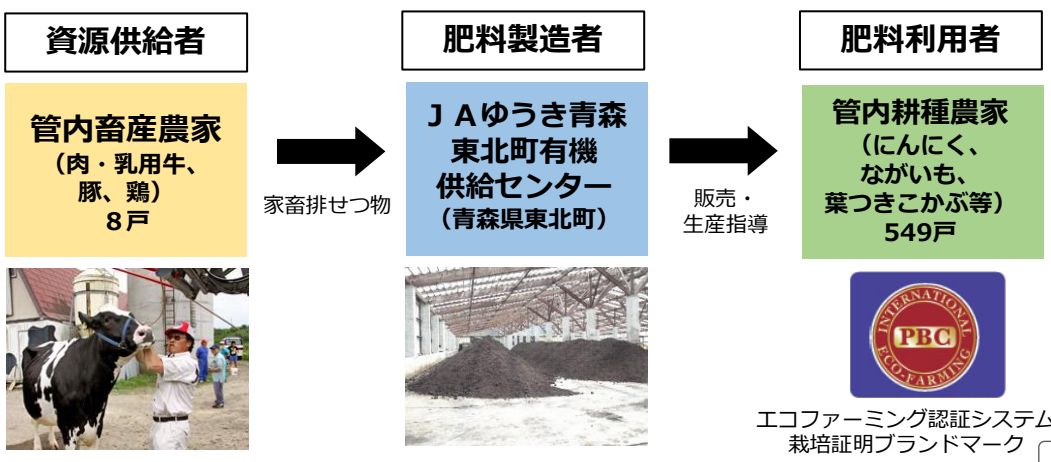 資源供給者
肥料製造者
肥料利用者
管内畜産農家
（肉・乳用牛、
豚、鶏）
８戸
家畜排せつ物
ＪＡゆうき青森
東北町有機
供給センター
（青森県東北町）
販売・
生産指導
管内耕種農家
（にんにく、
ながいも、
葉つきこかぶ等）
549戸
INTERNATIONAL
PBC
ECO-FARMING
エコファーミング認証システム
栽培証明ブランドマーク